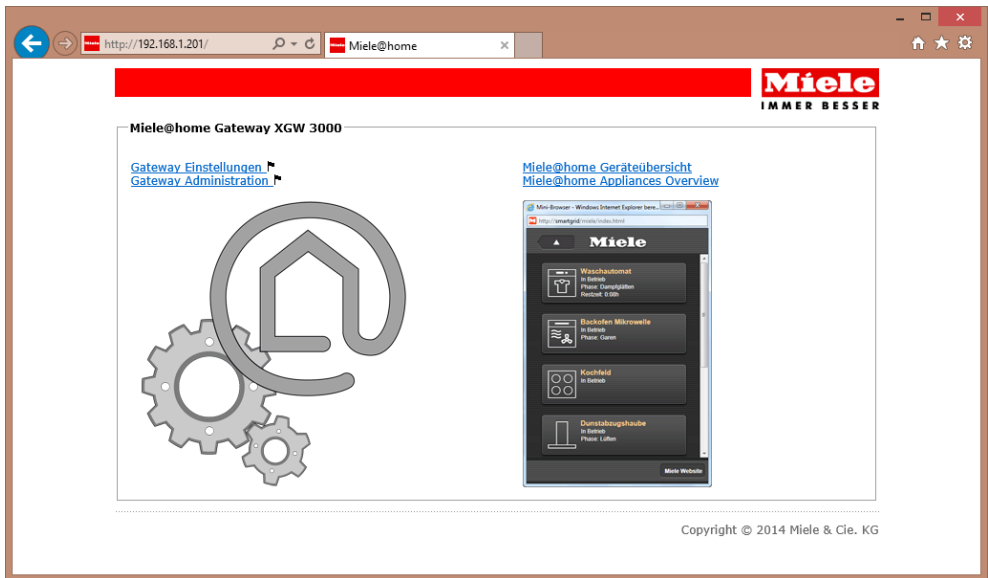 http://192.168.1.201/
Miele@home
Miele
IMMER BESSER
Miele@home Gateway XGW 3000
Gateway Einstellungen
Gateway Administration
Miele@home Geräteübersicht
Miele@home Appliances Overview
Mini-Browser - Windows Internet Explorer bere...
http://smartgrid/miele/index.html
Miele
Waschautomat
In Betrieb
Phase: Dampfglätten
Restzeit: 0:08h
Backofen Mikrowelle
In Betrieb
Phase: Garen
Kochfeld
In Betrieb
Dunstabzugshaube
In Betrieb
Phase: Lüften
Miele Website
Copyright © 2014 Miele & Cie. KG